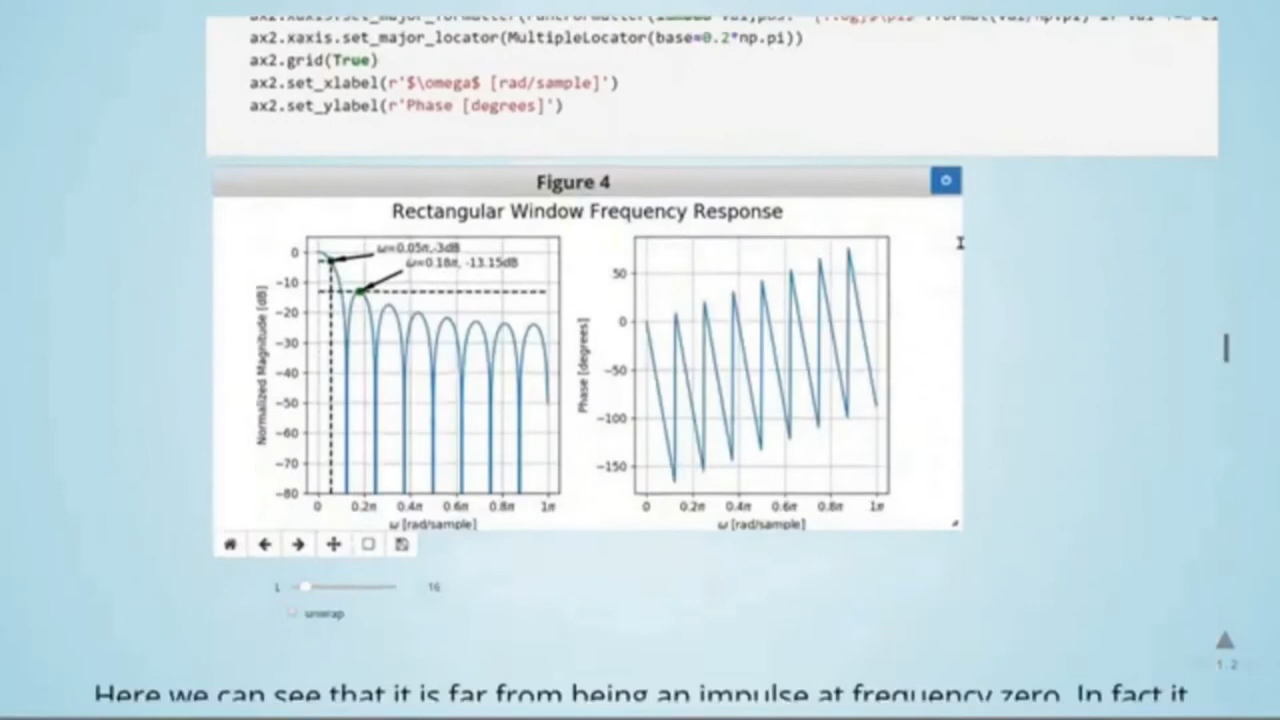 ax2.xaxis.set_major_locator(MultipleLocator(base=0.2*np.pi))
ax2.grid(True)
ax2.set_xlabel(r'$\omega$ [rad/sample]')
ax2.set_ylabel(r'Phase [degrees]')
Figure 4
Rectangular Window Frequency Response
ω=0.05π,-3dB
ω=0.18π, -13.15dB
Normalized Magnitude [dB]
0
−10
−20
−30
−40
−50
−60
−70
−80
0 0.2π 0.4π 0.6π 0.8π 1π
ω [rad/sample]
Phase [degrees]
50
0
−50
−100
−150
0 0.2π 0.4π 0.6π 0.8π 1π
ω [rad/sample]
L 16
unwrap
1.2
Here we can see that it is far from being an impulse at frequency zero. In fact it